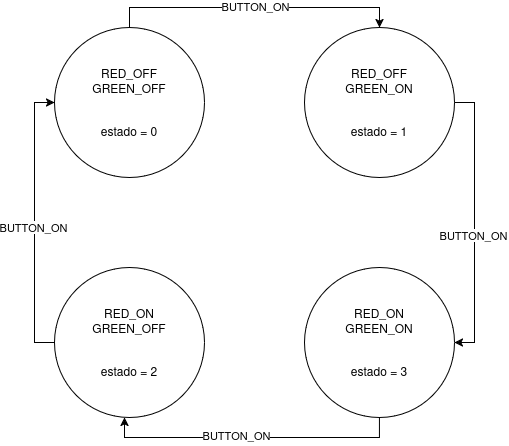 BUTTON_ON
RED_OFF
GREEN_OFF
estado = 0
RED_OFF
GREEN_ON
estado = 1
BUTTON_ON
BUTTON_ON
RED_ON
GREEN_OFF
estado = 2
RED_ON
GREEN_ON
estado = 3
BUTTON_ON